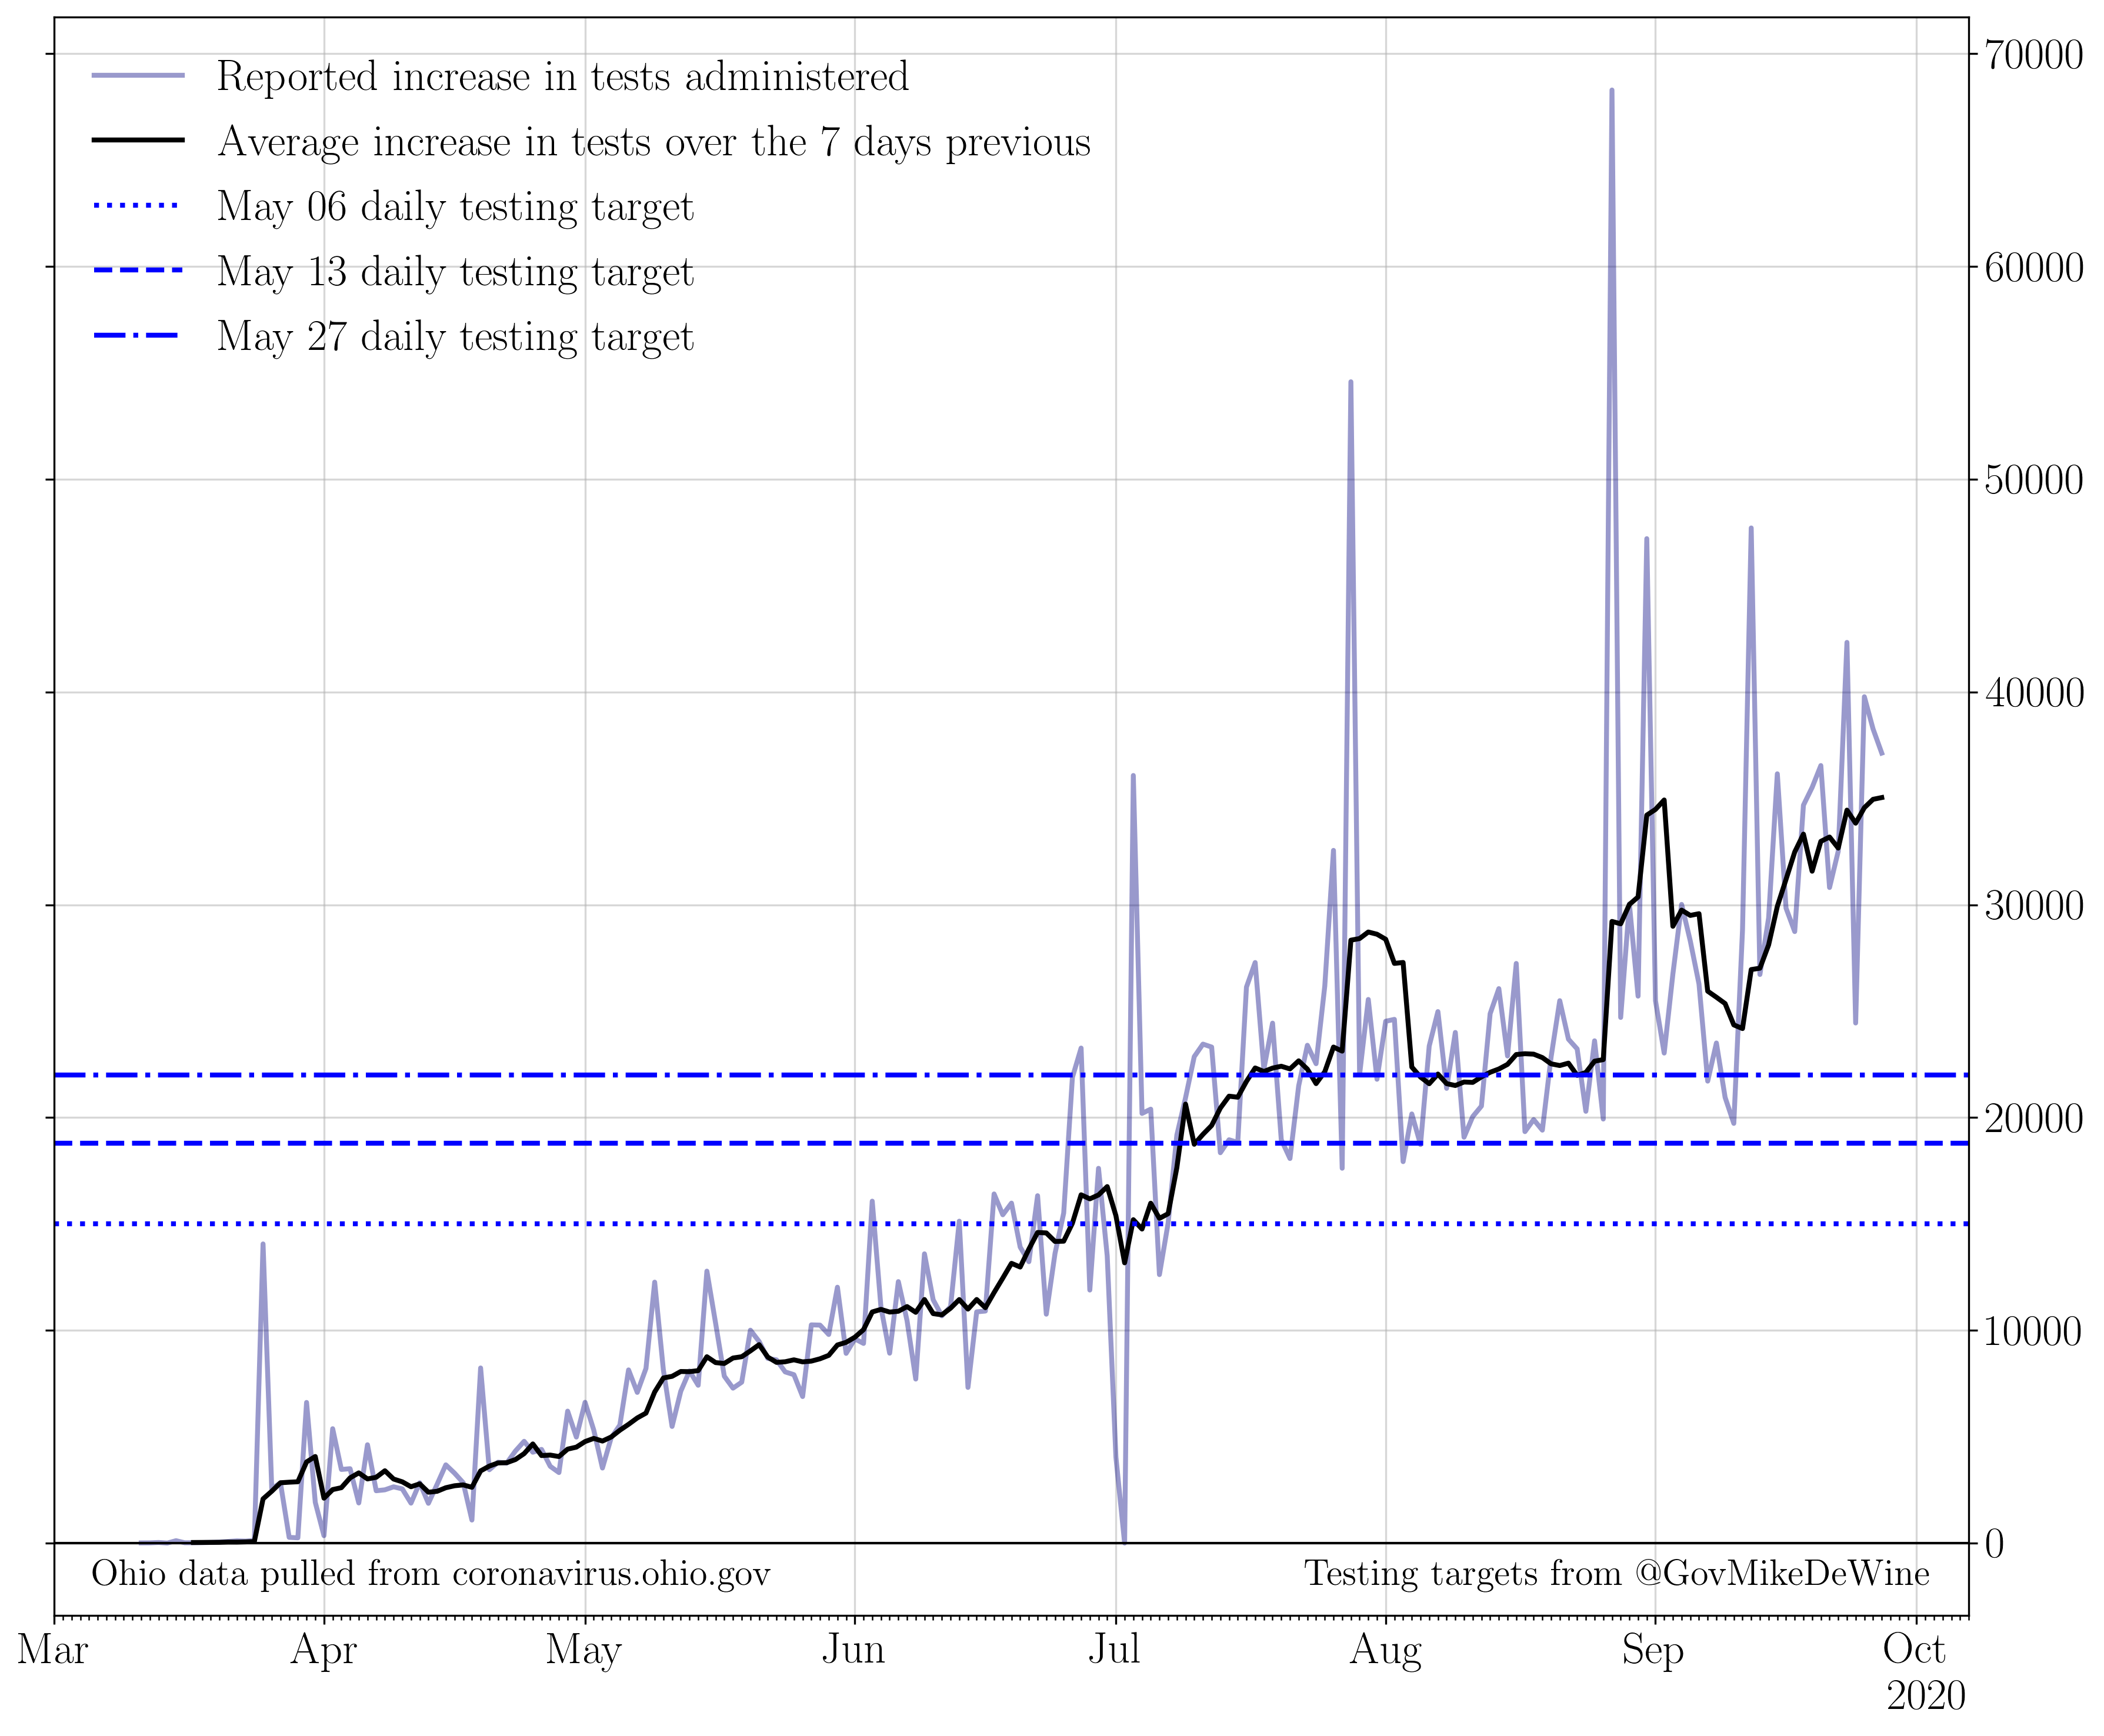 Reported increase in tests administered
Average increase in tests over the 7 days previous
May 06 daily testing target
May 13 daily testing target
May 27 daily testing target
70000
60000
50000
40000
30000
20000
10000
0
Ohio data pulled from coronavirus.ohio.gov
Testing targets from @GovMikeDeWine
Mar Apr May Jun Jul Aug Sep Oct
2020